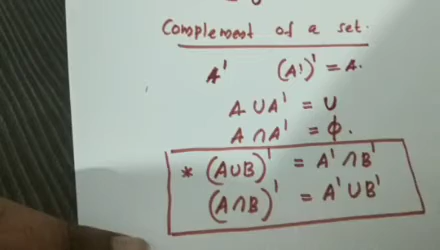 Complement of a set.
A' (A')' = A.
A ∪ A' = U
A ∩ A' = ϕ.
* (A∪B)' = A' ∩ B'
(A∩B)' = A' ∪ B'